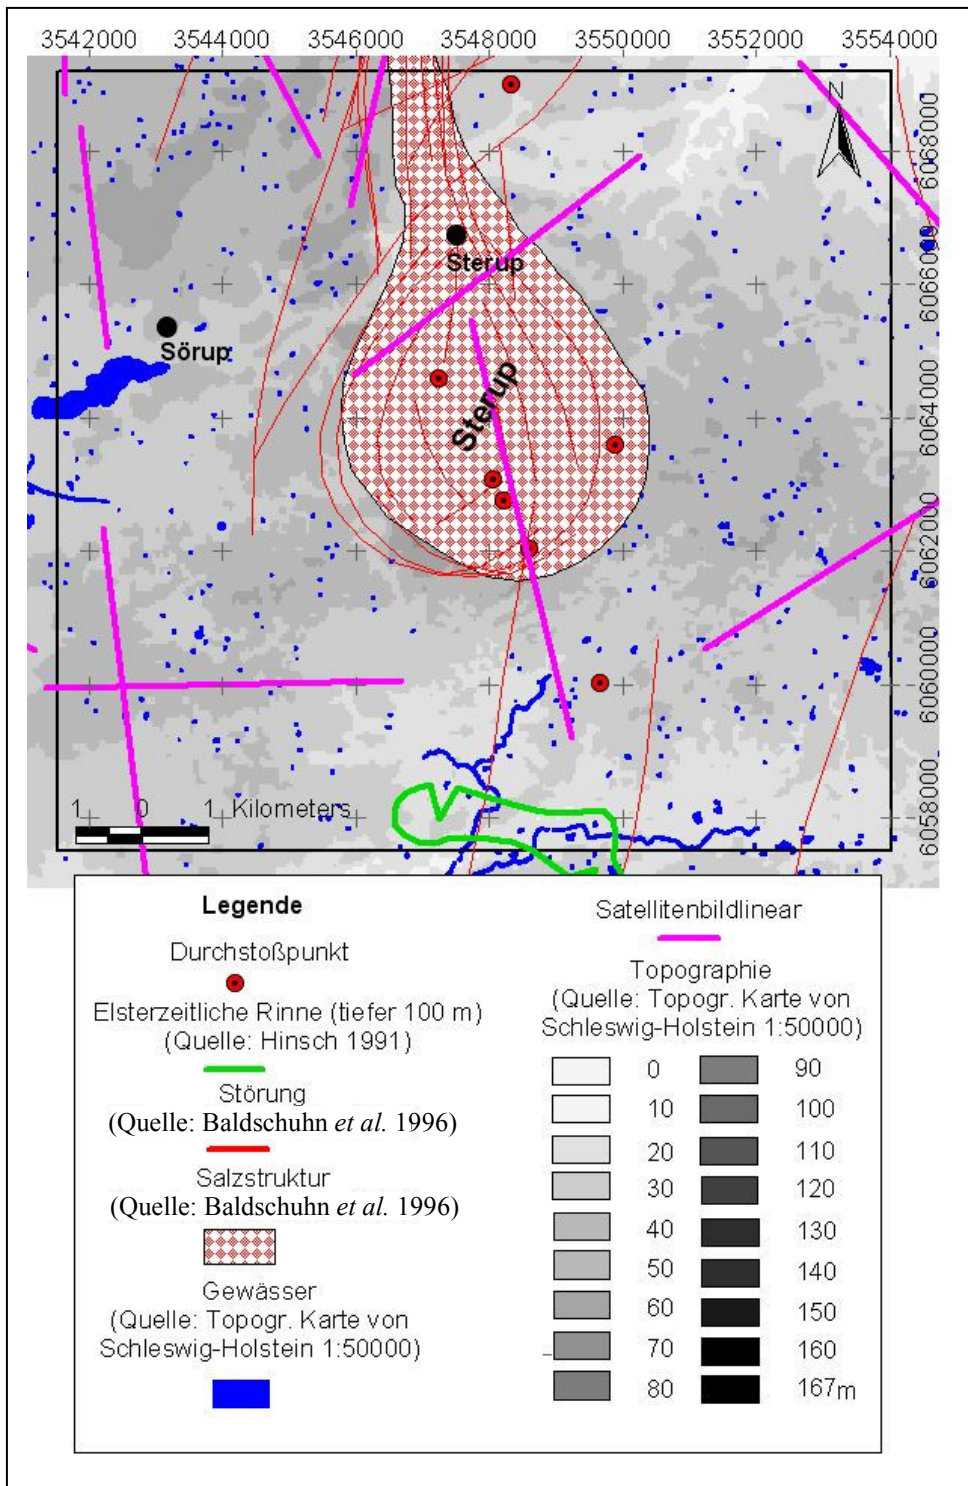 3542000 3544000 3546000 3548000 3550000 3552000 3554000
N
6068000
6066000
6064000
6062000
6060000
6058000
Sterup
Sörup
Sterup
1 0 1 Kilometers
Legende
Durchstoßpunkt
Elsterzeitliche Rinne (tiefer 100 m)
(Quelle: Hinsch 1991)
Störung
(Quelle: Baldschuhn et al. 1996)
Salzstruktur
(Quelle: Baldschuhn et al. 1996)
Gewässer
(Quelle: Topogr. Karte von
Schleswig-Holstein 1:50000)
Satellitenbildlinear
Topographie
(Quelle: Topogr. Karte von
Schleswig-Holstein 1:50000)
0
10
20
30
40
50
60
70
80
90
100
110
120
130
140
150
160
167m